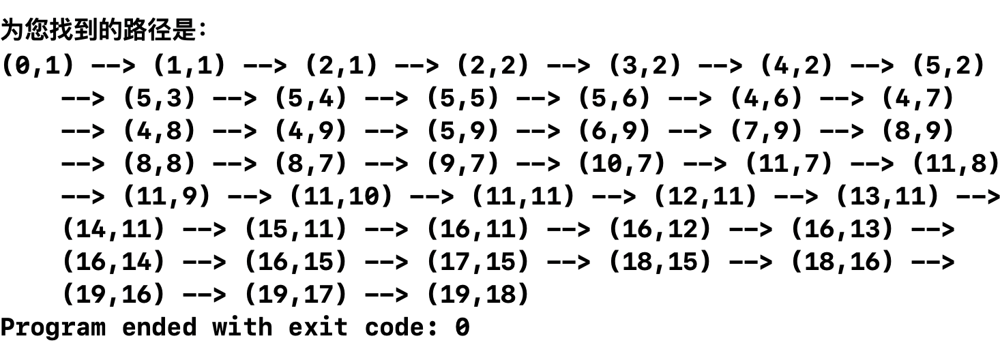 为您找到的路径是：
(0,1) --> (1,1) --> (2,1) --> (2,2) --> (3,2) --> (4,2) --> (5,2)
--> (5,3) --> (5,4) --> (5,5) --> (5,6) --> (4,6) --> (4,7)
--> (4,8) --> (4,9) --> (5,9) --> (6,9) --> (7,9) --> (8,9)
--> (8,8) --> (8,7) --> (9,7) --> (10,7) --> (11,7) --> (11,8)
--> (11,9) --> (11,10) --> (11,11) --> (12,11) --> (13,11) -->
(14,11) --> (15,11) --> (16,11) --> (16,12) --> (16,13) -->
(16,14) --> (16,15) --> (17,15) --> (18,15) --> (18,16) -->
(19,16) --> (19,17) --> (19,18)
Program ended with exit code: 0